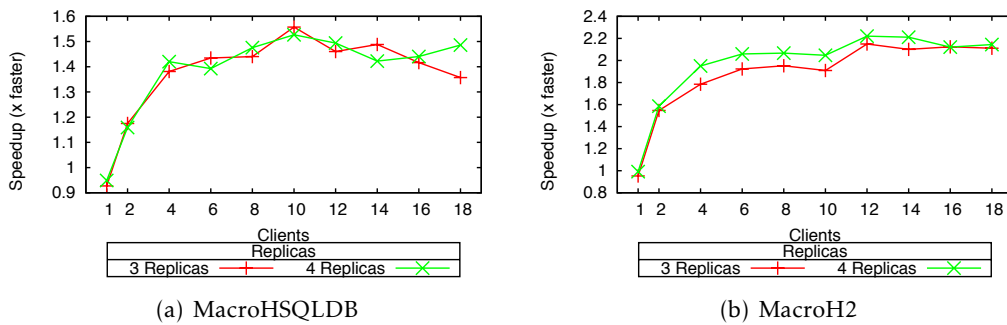 1.6
1.5
1.4
1.3
1.2
1.1
1
0.9
Speedup (x faster)
1 2 4 6 8 10 12 14 16 18
Clients
Replicas
3 Replicas 4 Replicas
(a) MacroHSQLDB
2.4
2.2
2
1.8
1.6
1.4
1.2
1
0.8
Speedup (x faster)
1 2 4 6 8 10 12 14 16 18
Clients
Replicas
3 Replicas 4 Replicas
(b) MacroH2